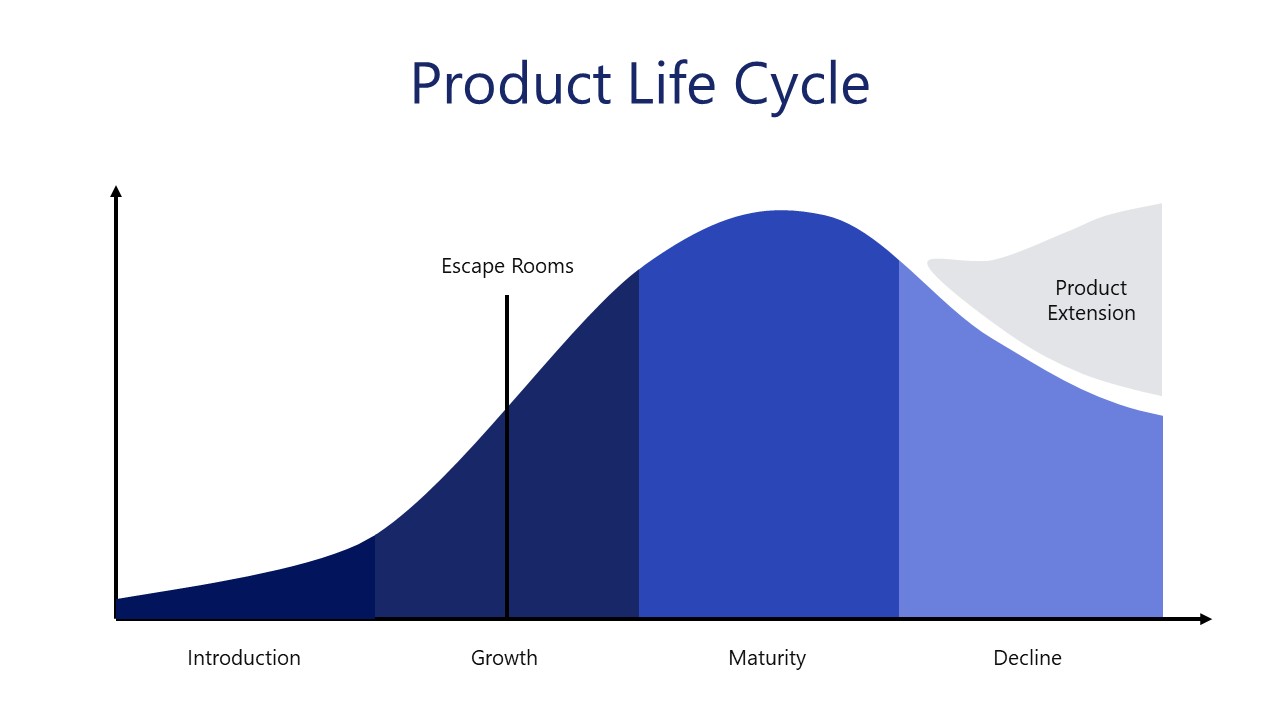 Product Life Cycle
Escape Rooms
Product
Extension
Introduction
Growth
Maturity
Decline